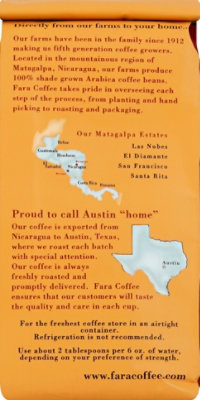 Directly from our farms to your home...
Our farms have been in the family since 1912
making us fifth generation coffee growers.
Located in the mountainous region of
Matagalpa, Nicaragua, our farms produce
100% shade grown Arabica coffee beans.
Fara Coffee takes pride in overseeing each
step of the process, from planting and hand
picking to roasting and packaging.
Our Matagalpa Estates
Las Nubes
El Diamante
San Francisco
Santa Rita
Belize
Guatemala
Honduras
Nicaragua
Costa Rica
Panama
Proud to call Austin "home"
Our coffee is exported from
Nicaragua to Austin, Texas,
where we roast each batch
with special attention.
Our coffee is always
freshly roasted and
promptly delivered. Fara Coffee
ensures that our customers will taste
the quality and care in each cup.
Austin
For the freshest coffee store in an airtight
container.
Refrigeration is not recommended.
Use about 2 tablespoons per 6 oz. of water,
depending on your preference of strength.
www.faracoffee.com